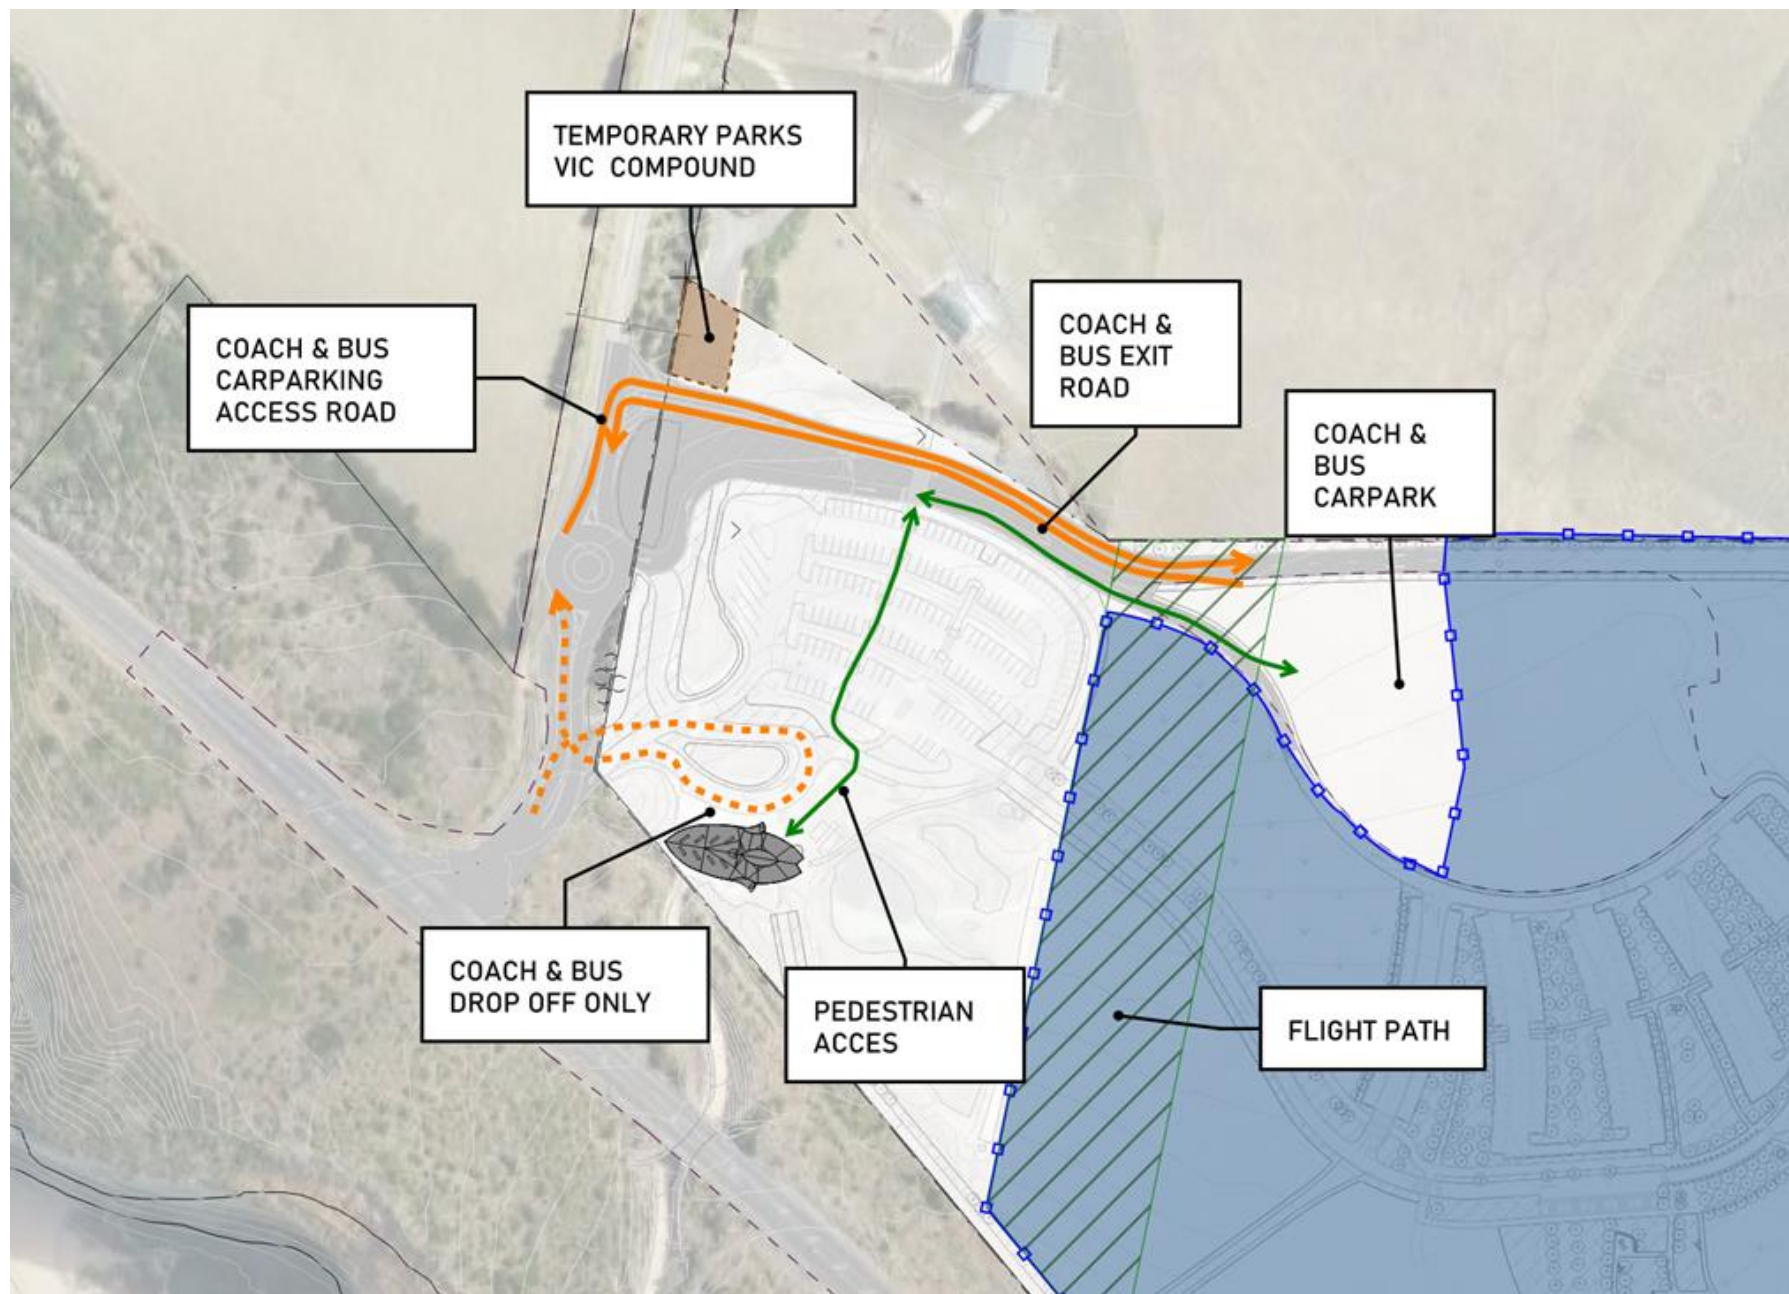 TEMPORARY PARKS
VIC COMPOUND
COACH & BUS
CARPARKING
ACCESS ROAD
COACH &
BUS EXIT
ROAD
COACH &
BUS
CARPARK
COACH & BUS
DROP OFF ONLY
PEDESTRIAN
ACCES
FLIGHT PATH